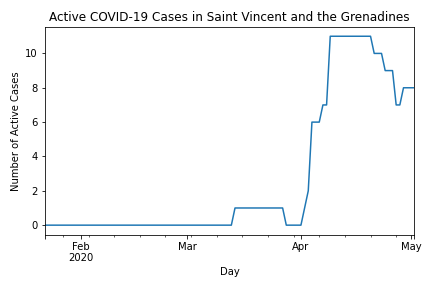 Active COVID-19 Cases in Saint Vincent and the Grenadines
Number of Active Cases
10
8
6
4
2
0
Feb
2020
Mar
Apr
May
Day